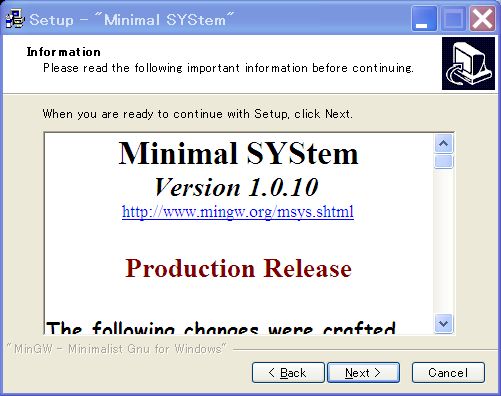 Setup - "Minimal SYStem"
Information
Please read the following important information before continuing.
When you are ready to continue with Setup, click Next.
Minimal SYStem
Version 1.0.10
http://www.mingw.org/msys.shtml
Production Release
The following changes were crafted
"MinGW - Minimalist Gnu for Windows"
< Back
Next >
Cancel